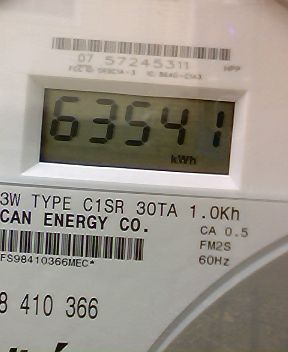 07 57245311 HPP
63541
kWh
3W TYPE C1SR 30TA 1.0Kh
CAN ENERGY CO.
CA 0.5
FM2S
FS98410366MEC*
60Hz
8 410 366